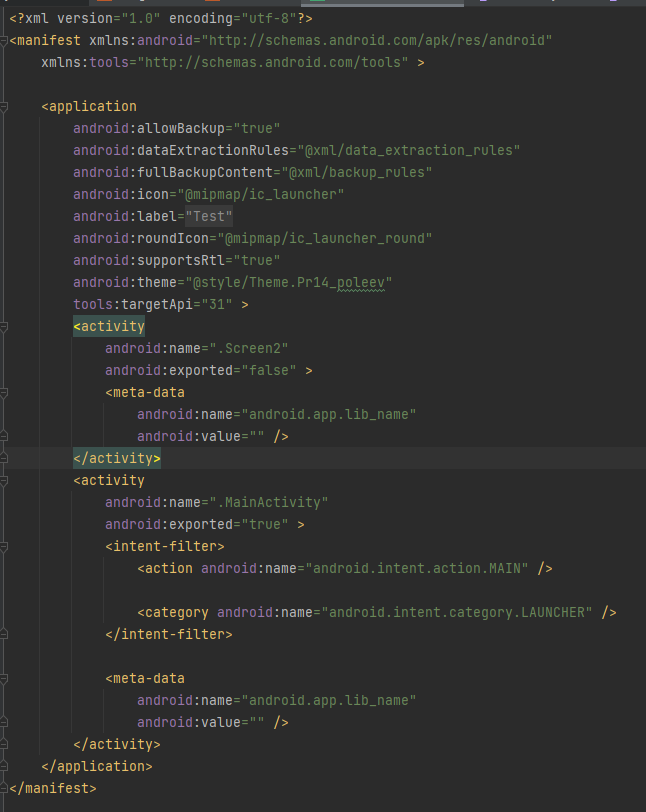 <?xml version="1.0" encoding="utf-8"?>
<manifest xmlns:android="http://schemas.android.com/apk/res/android"
    xmlns:tools="http://schemas.android.com/tools" >

    <application
        android:allowBackup="true"
        android:dataExtractionRules="@xml/data_extraction_rules"
        android:fullBackupContent="@xml/backup_rules"
        android:icon="@mipmap/ic_launcher"
        android:label="Test"
        android:roundIcon="@mipmap/ic_launcher_round"
        android:supportsRtl="true"
        android:theme="@style/Theme.Pr14_poleev"
        tools:targetApi="31" >
        <activity
            android:name=".Screen2"
            android:exported="false" >
            <meta-data
                android:name="android.app.lib_name"
                android:value="" />
        </activity>
        <activity
            android:name=".MainActivity"
            android:exported="true" >
            <intent-filter>
                <action android:name="android.intent.action.MAIN" />

                <category android:name="android.intent.category.LAUNCHER" />
            </intent-filter>

            <meta-data
                android:name="android.app.lib_name"
                android:value="" />
        </activity>
    </application>
</manifest>